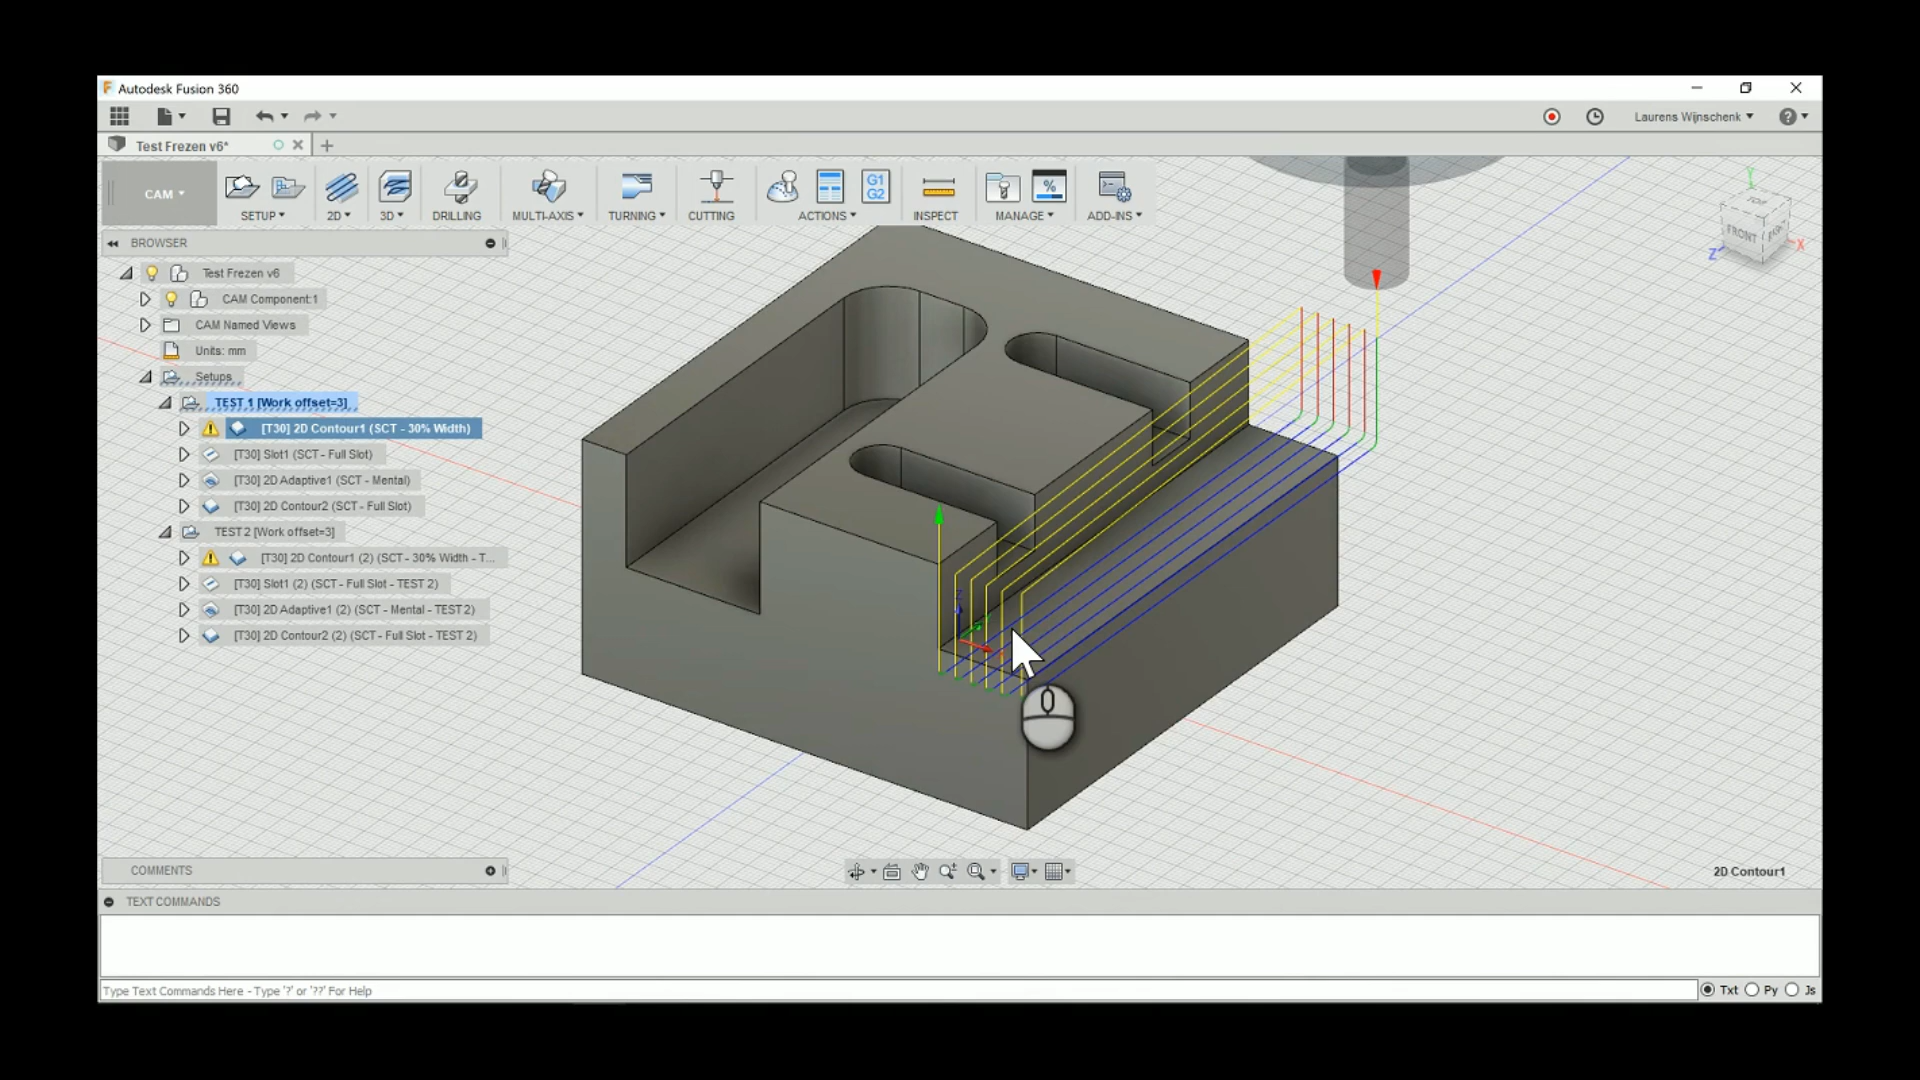 Autodesk Fusion 360
Laurens Wijnschenk
Test Frezen v6*
CAM
SETUP
2D
3D
DRILLING
MULTI-AXIS
TURNING
CUTTING
G1
G2
ACTIONS
INSPECT
%
MANAGE
ADD-INS
Y
TOP
FRONT
RIGHT
X
Z
BROWSER
Test Frezen v6
CAM Component:1
CAM Named Views
Units: mm
Setups
TEST 1 [Work offset=3]
[T30] 2D Contour1 (SCT - 30% Width)
[T30] Slot1 (SCT - Full Slot)
[T30] 2D Adaptive1 (SCT - Mental)
[T30] 2D Contour2 (SCT - Full Slot)
TEST 2 [Work offset=3]
[T30] 2D Contour1 (2) (SCT - 30% Width - T...
[T30] Slot1 (2) (SCT - Full Slot - TEST 2)
[T30] 2D Adaptive1 (2) (SCT - Mental - TEST 2)
[T30] 2D Contour2 (2) (SCT - Full Slot - TEST 2)
Z
COMMENTS
2D Contour1
TEXT COMMANDS
Type Text Commands Here - Type '?' or '??' For Help
Txt Py Js